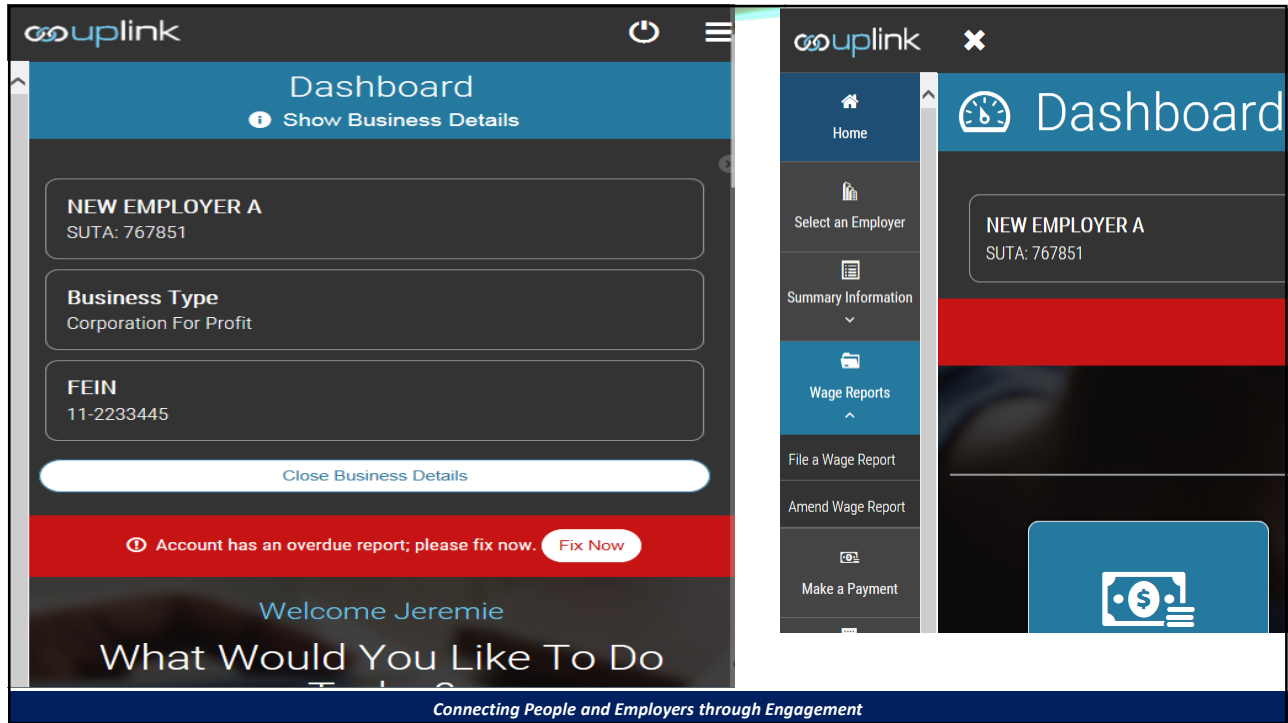 uplink
Dashboard
Show Business Details
NEW EMPLOYER A
SUTA: 767851
Business Type
Corporation For Profit
FEIN
11-2233445
Close Business Details
Account has an overdue report; please fix now. Fix Now
Welcome Jeremie
What Would You Like To Do
uplink
Home
Select an Employer
Summary Information
Wage Reports
File a Wage Report
Amend Wage Report
Make a Payment
Dashboard
NEW EMPLOYER A
SUTA: 767851
Connecting People and Employers through Engagement